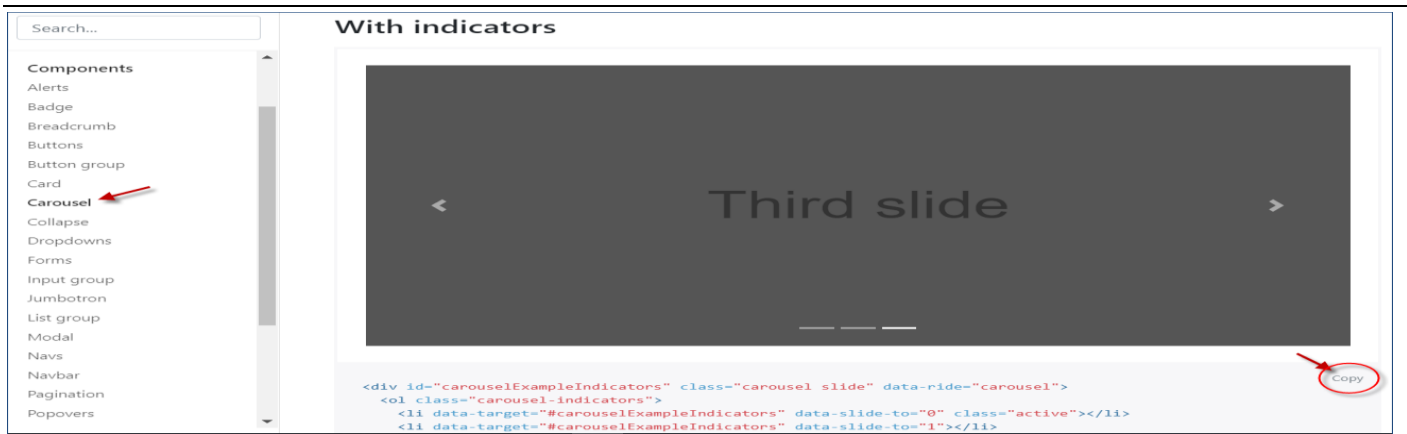 Search...
Components
Alerts
Badge
Breadcrumb
Buttons
Button group
Card
Carousel
Collapse
Dropdowns
Forms
Input group
Jumbotron
List group
Modal
Navs
Navbar
Pagination
Popovers
With indicators
Third slide
Copy
<div id="carouselExampleIndicators" class="carousel slide" data-ride="carousel">
<ol class="carousel-indicators">
<li data-target="#carouselExampleIndicators" data-slide-to="0" class="active"></li>
<li data-target="#carouselExampleIndicators" data-slide-to="1"></li>